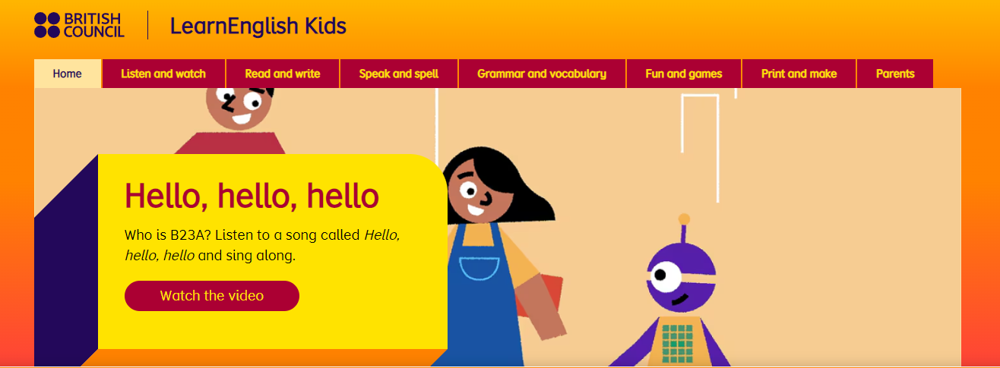 BRITISH
COUNCIL
LearnEnglish Kids
Home
Listen and watch
Read and write
Speak and spell
Grammar and vocabulary
Fun and games
Print and make
Parents
Hello, hello, hello
Who is B23A? Listen to a song called Hello,
hello, hello and sing along.
Watch the video